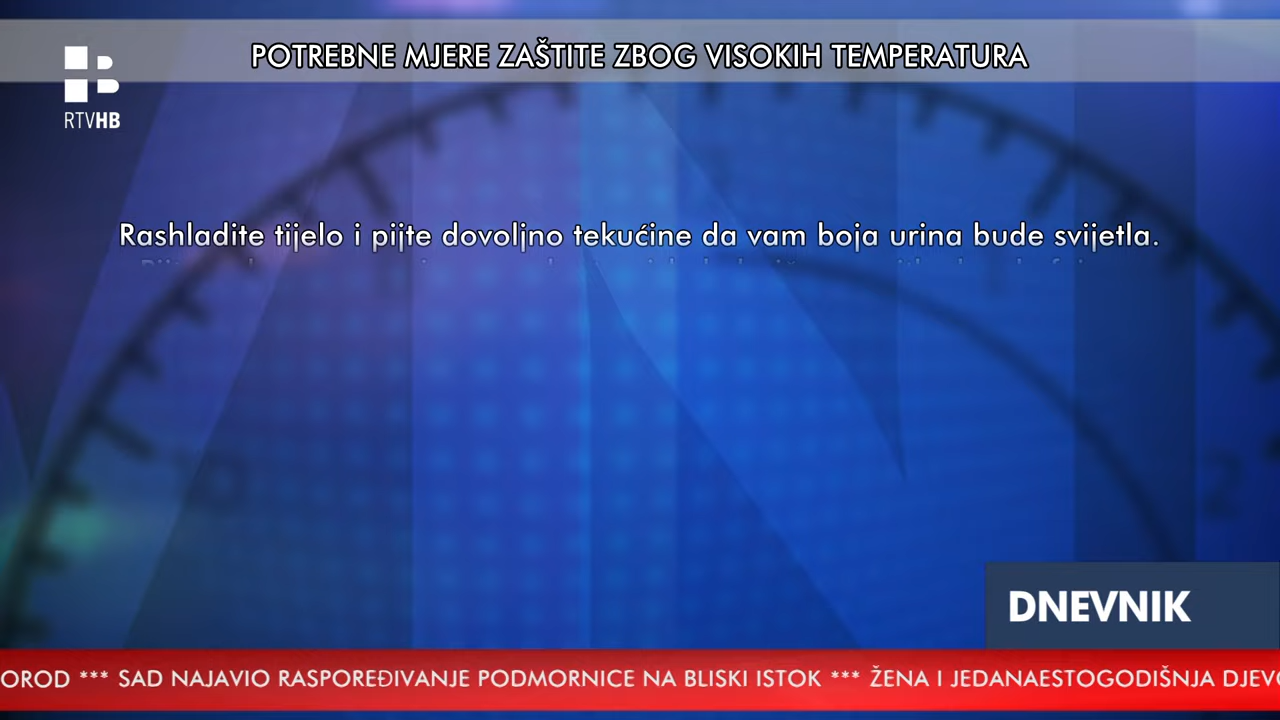 POTREBNE MJERE ZAŠTITE ZBOG VISOKIH TEMPERATURA
RTVHB
Rashladite tijelo i pijte dovoljno tekućine da vam boja urina bude svijetla.
DNEVNIK
OROD *** SAD NAJAVIO RASPOREĐIVANJE PODMORNICE NA BLISKI ISTOK *** ŽENA I JEDANAESTOGODIŠNJA DJEV